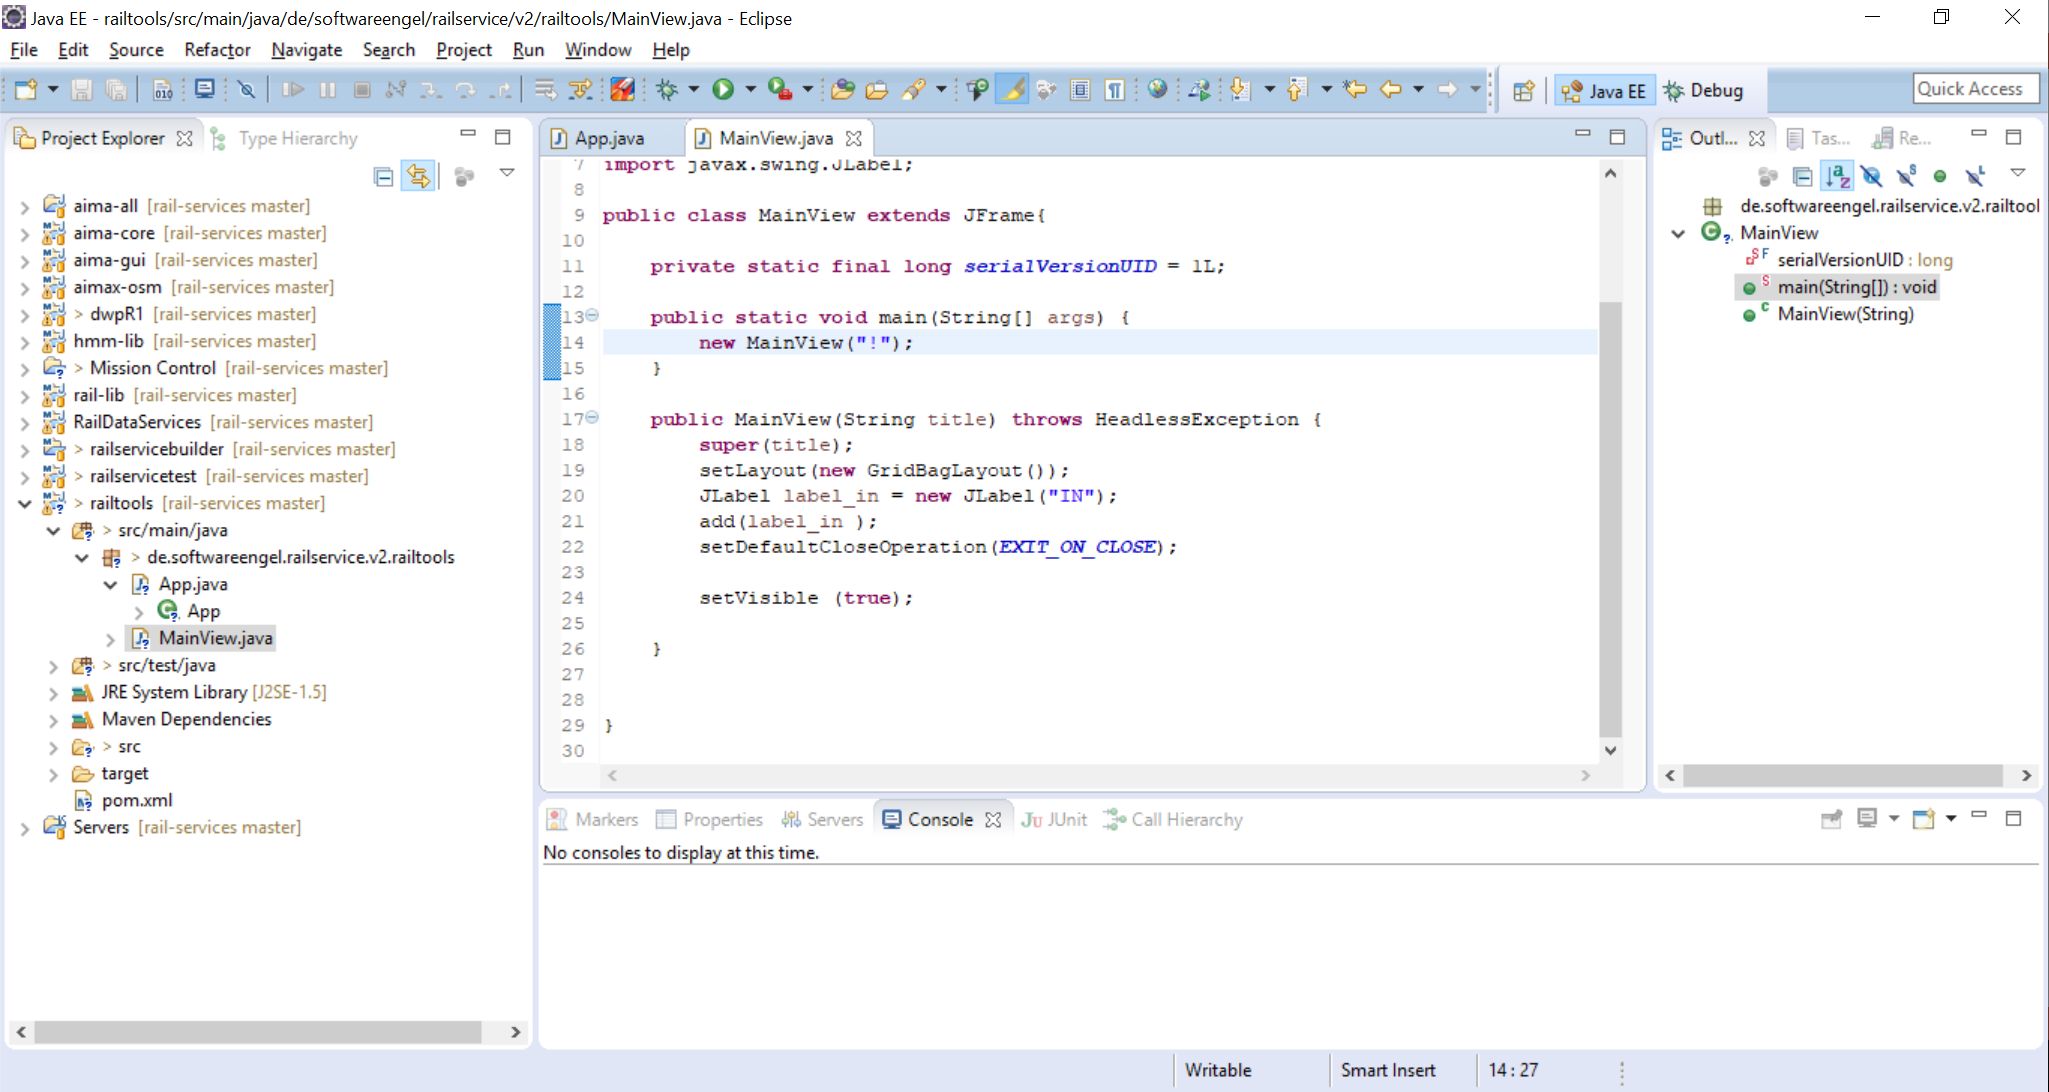 Java EE - railtools/src/main/java/de/softwareengel/railservice/v2/railtools/MainView.java - Eclipse
File Edit Source Refactor Navigate Search Project Run Window Help
Java EE Debug Quick Access
Project Explorer Type Hierarchy
aima-all [rail-services master]
aima-core [rail-services master]
aima-gui [rail-services master]
aimax-osm [rail-services master]
> dwpR1 [rail-services master]
hmm-lib [rail-services master]
> Mission Control [rail-services master]
rail-lib [rail-services master]
RailDataServices [rail-services master]
> railservicebuilder [rail-services master]
> railservicetest [rail-services master]
> railtools [rail-services master]
> src/main/java
> de.softwareengel.railservice.v2.railtools
App.java
App
MainView.java
> src/test/java
JRE System Library [J2SE-1.5]
Maven Dependencies
> src
target
pom.xml
Servers [rail-services master]
App.java MainView.java
7 import javax.swing.JLabel;
8
9 public class MainView extends JFrame{
10
11 private static final long serialVersionUID = 1L;
12
13 public static void main(String[] args) {
14 new MainView("!");
15 }
16
17 public MainView(String title) throws HeadlessException {
18 super(title);
19 setLayout(new GridBagLayout());
20 JLabel label_in = new JLabel("IN");
21 add(label_in );
22 setDefaultCloseOperation(EXIT_ON_CLOSE);
23
24 setVisible (true);
25
26 }
27
28
29 }
30
Outl... Tas... Re...
de.softwareengel.railservice.v2.railtool
MainView
serialVersionUID : long
main(String[]) : void
MainView(String)
Markers Properties Servers Console JUnit Call Hierarchy
No consoles to display at this time.
Writable Smart Insert 14 : 27